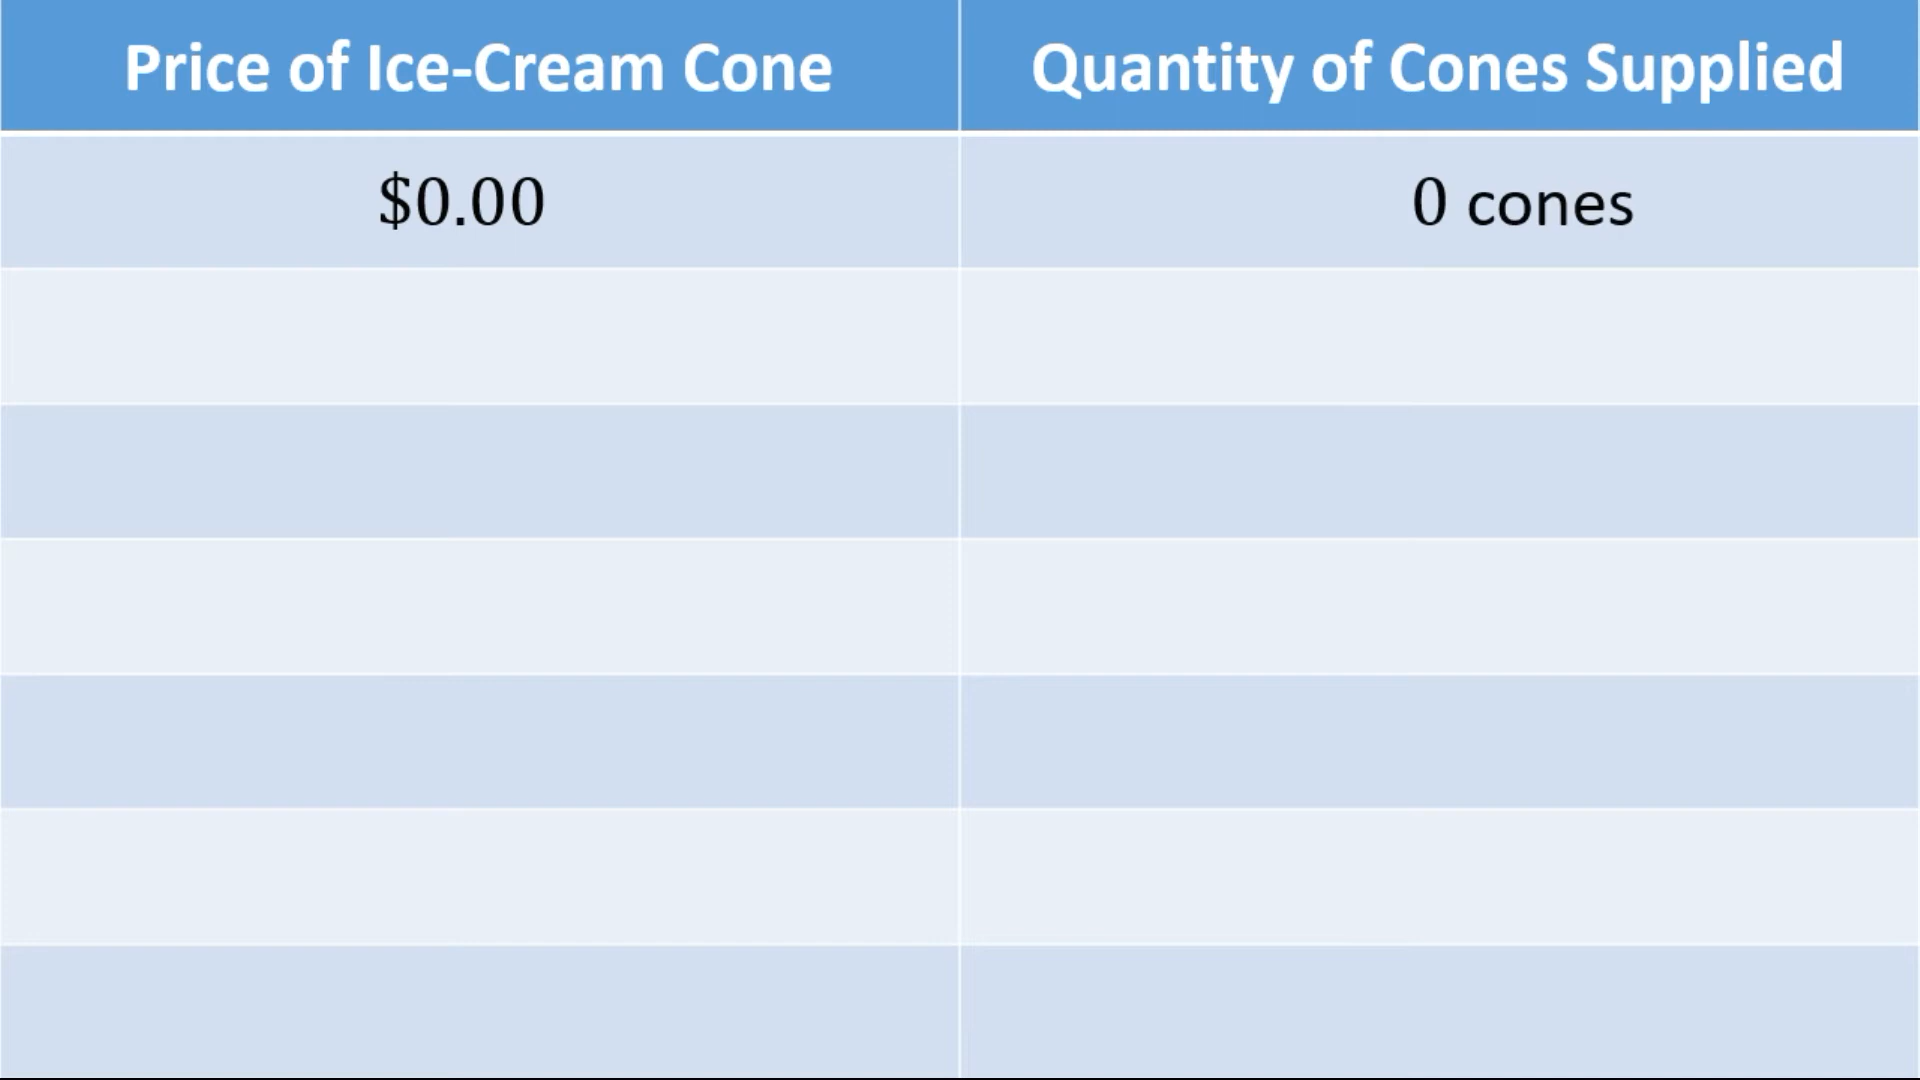 Price of Ice-Cream Cone
Quantity of Cones Supplied
$0.00
0 cones